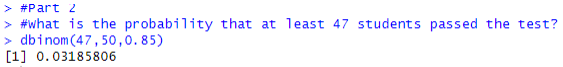 > #Part 2
> #what is the probability that at least 47 students passed the test?
> dbinom(47,50,0.85)
[1] 0.03185806